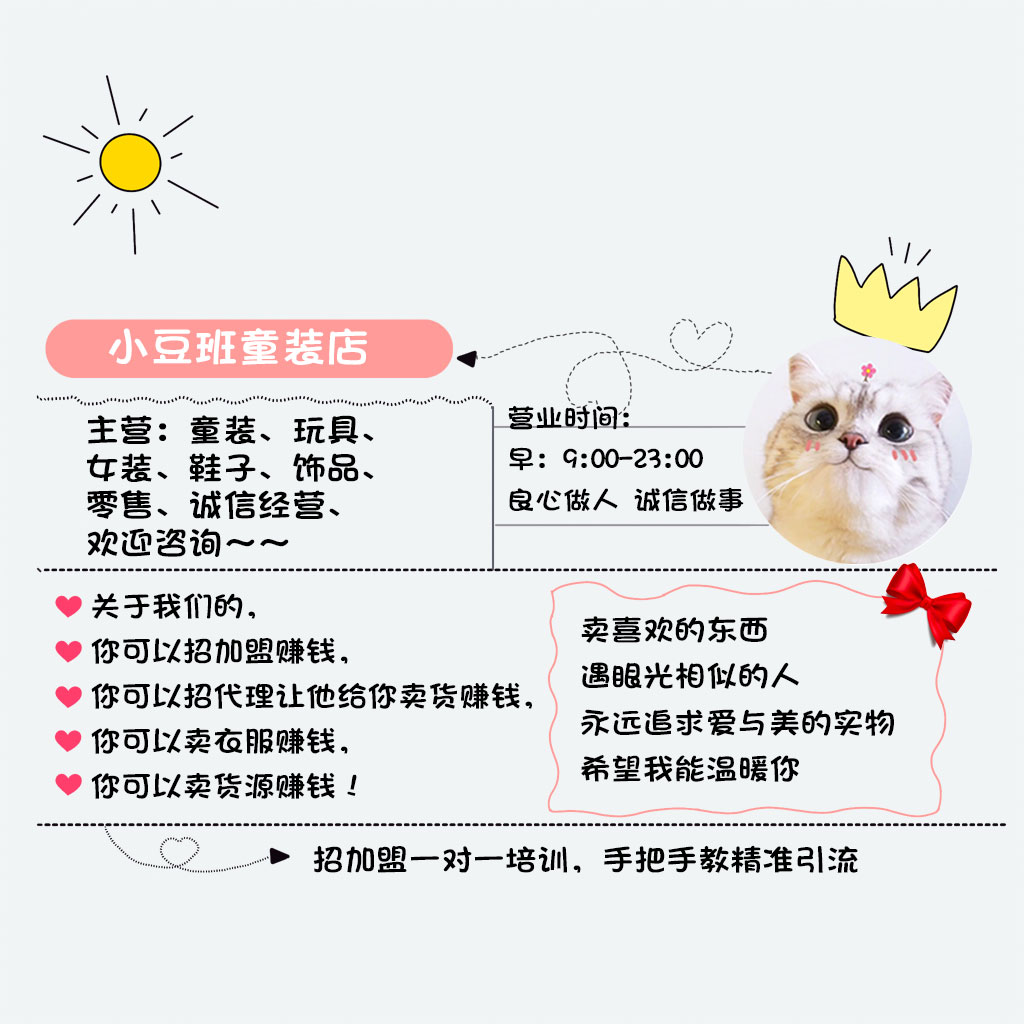 小豆班童装店
主营：童装、玩具、
女装、鞋子、饰品、
零售、诚信经营、
欢迎咨询～～
营业时间：
早：9:00-23:00
良心做人 诚信做事
关于我们的，
你可以招加盟赚钱，
你可以招代理让他给你卖货赚钱，
你可以卖衣服赚钱，
你可以卖货源赚钱！
卖喜欢的东西
遇眼光相似的人
永远追求爱与美的实物
希望我能温暖你
招加盟一对一培训，手把手教精准引流